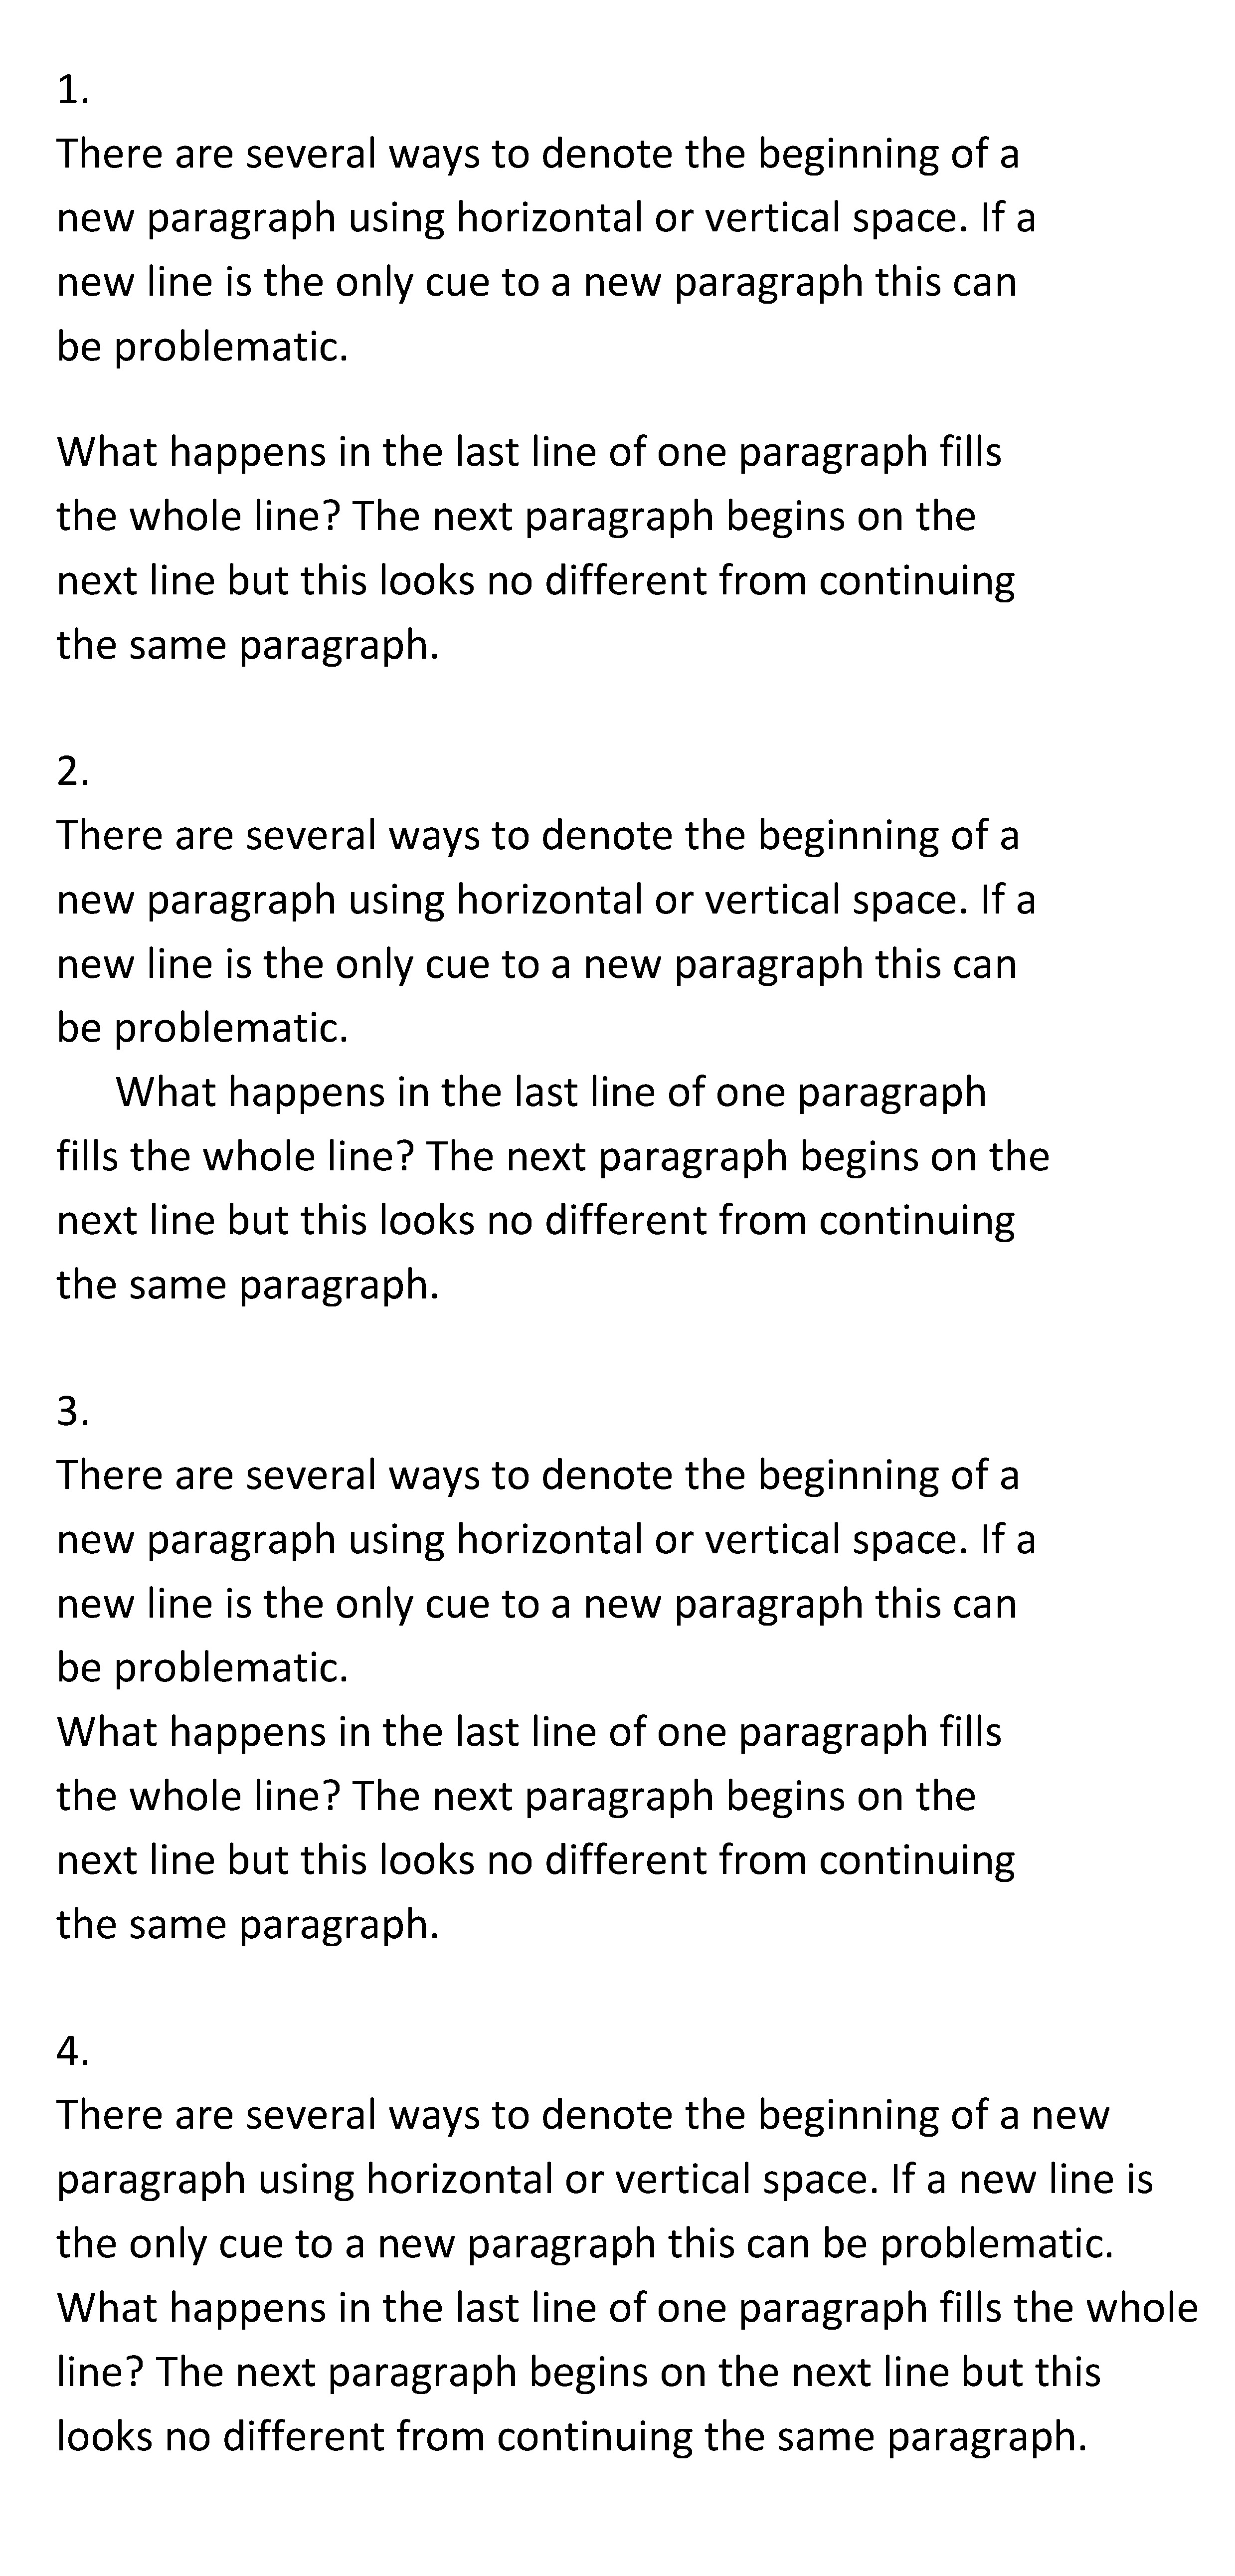 1.
There are several ways to denote the beginning of a
new paragraph using horizontal or vertical space. If a
new line is the only cue to a new paragraph this can
be problematic.
What happens in the last line of one paragraph fills
the whole line? The next paragraph begins on the
next line but this looks no different from continuing
the same paragraph.
2.
There are several ways to denote the beginning of a
new paragraph using horizontal or vertical space. If a
new line is the only cue to a new paragraph this can
be problematic.
What happens in the last line of one paragraph
fills the whole line? The next paragraph begins on the
next line but this looks no different from continuing
the same paragraph.
3.
There are several ways to denote the beginning of a
new paragraph using horizontal or vertical space. If a
new line is the only cue to a new paragraph this can
be problematic.
What happens in the last line of one paragraph fills
the whole line? The next paragraph begins on the
next line but this looks no different from continuing
the same paragraph.
4.
There are several ways to denote the beginning of a new
paragraph using horizontal or vertical space. If a new line is
the only cue to a new paragraph this can be problematic.
What happens in the last line of one paragraph fills the whole
line? The next paragraph begins on the next line but this
looks no different from continuing the same paragraph.